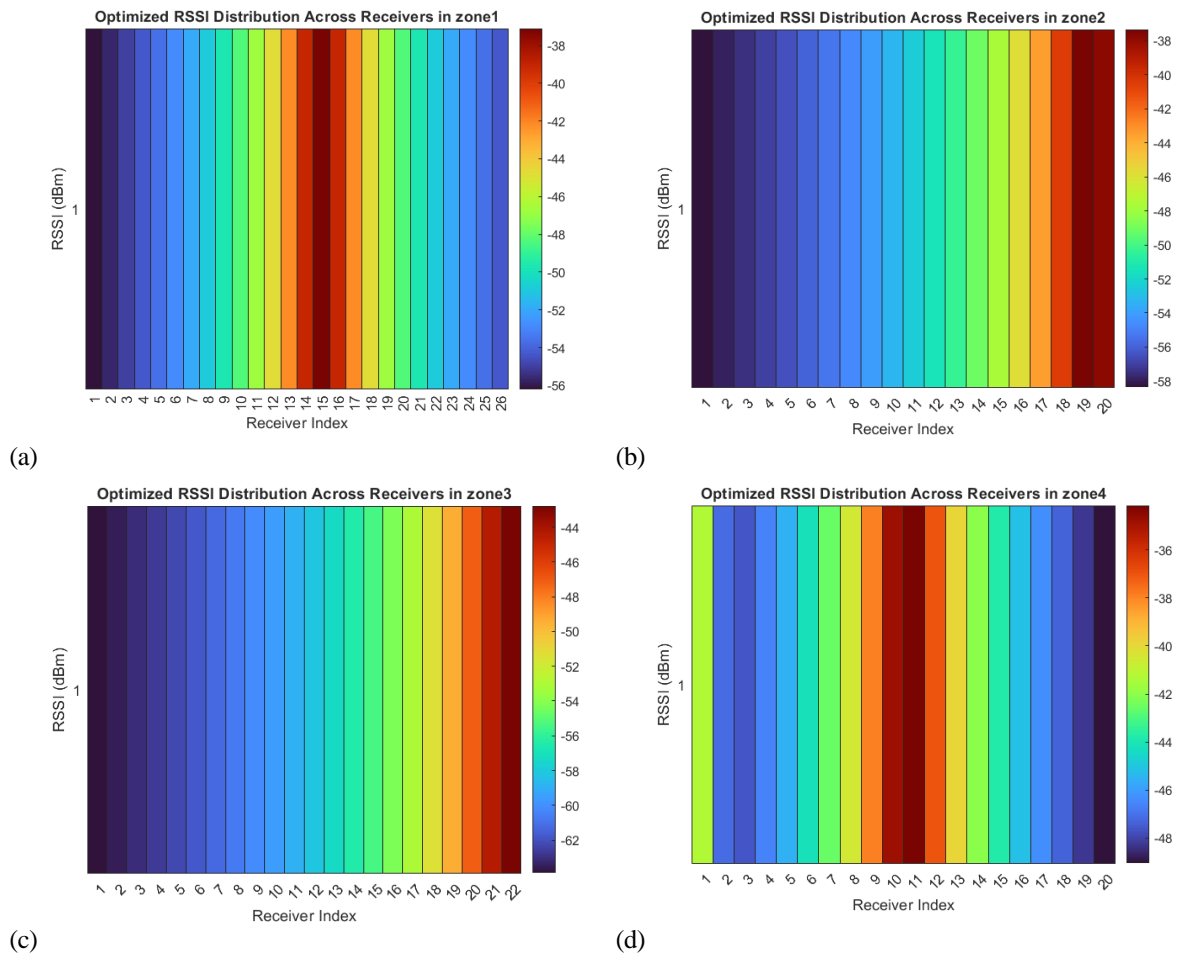 Optimized RSSI Distribution Across Receivers in zone1
RSSI (dBm)
1
-38
-40
-42
-44
-46
-48
-50
-52
-54
-56
1 2 3 4 5 6 7 8 9 10 11 12 13 14 15 16 17 18 19 20 21 22 23 24 25 26
Receiver Index
(a)
Optimized RSSI Distribution Across Receivers in zone2
RSSI (dBm)
1
-38
-40
-42
-44
-46
-48
-50
-52
-54
-56
-58
1 2 3 4 5 6 7 8 9 10 11 12 13 14 15 16 17 18 19 20
Receiver Index
(b)
Optimized RSSI Distribution Across Receivers in zone3
RSSI (dBm)
1
-44
-46
-48
-50
-52
-54
-56
-58
-60
-62
1 2 3 4 5 6 7 8 9 10 11 12 13 14 15 16 17 18 19 20 21 22
Receiver Index
(c)
Optimized RSSI Distribution Across Receivers in zone4
RSSI (dBm)
1
-36
-38
-40
-42
-44
-46
-48
1 2 3 4 5 6 7 8 9 10 11 12 13 14 15 16 17 18 19 20
Receiver Index
(d)